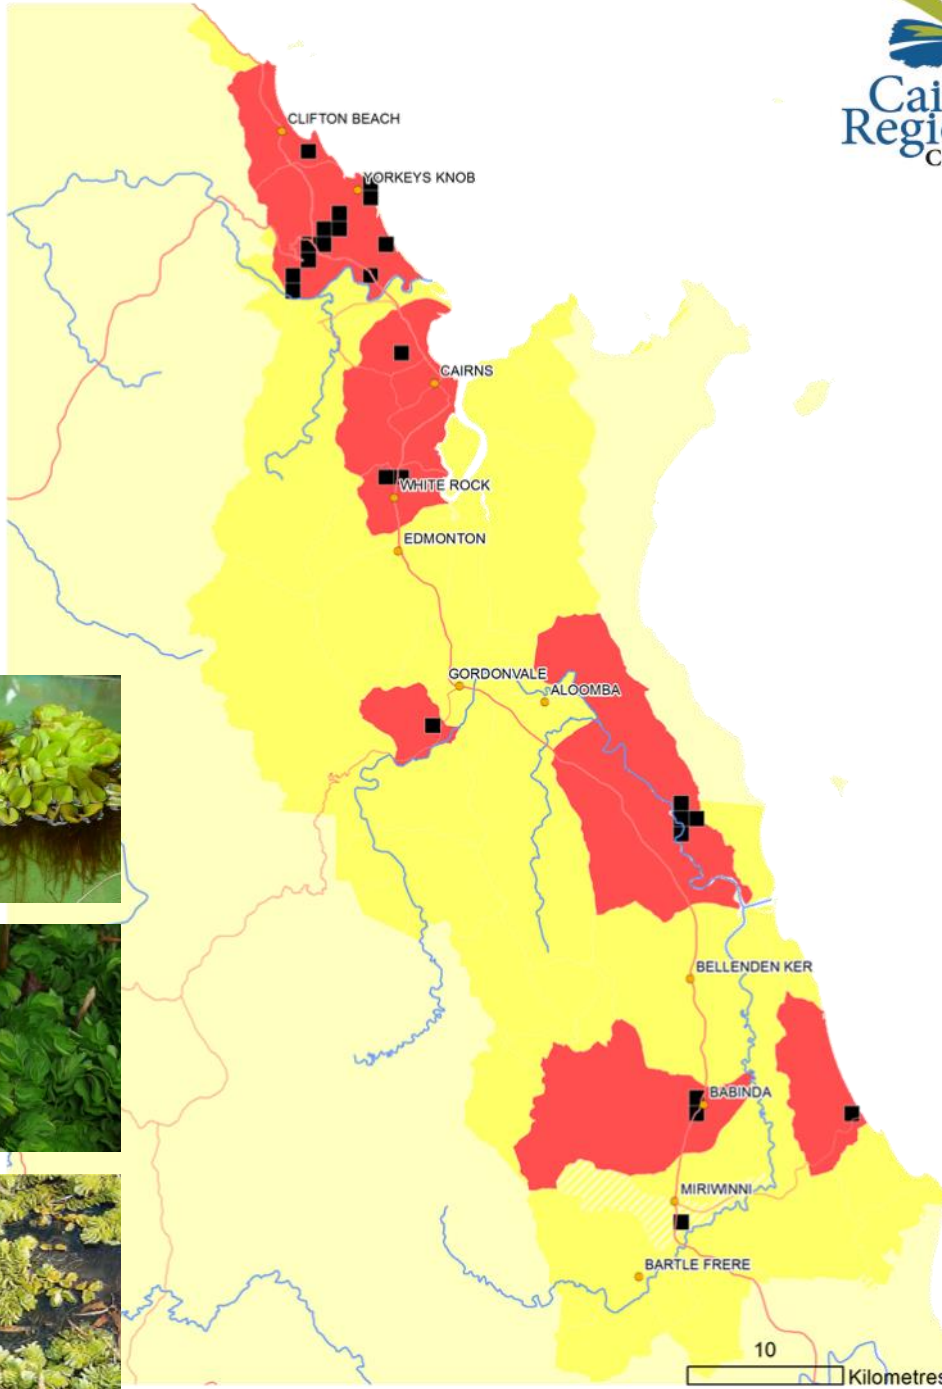 CLIFTON BEACH
YORKEYS KNOB
CAIRNS
WHITE ROCK
EDMONTON
GORDONVALE
ALOOMBA
BELLENDEN KER
BABINDA
MIRIWINNI
BARTLE FRERE
10
Kilometres